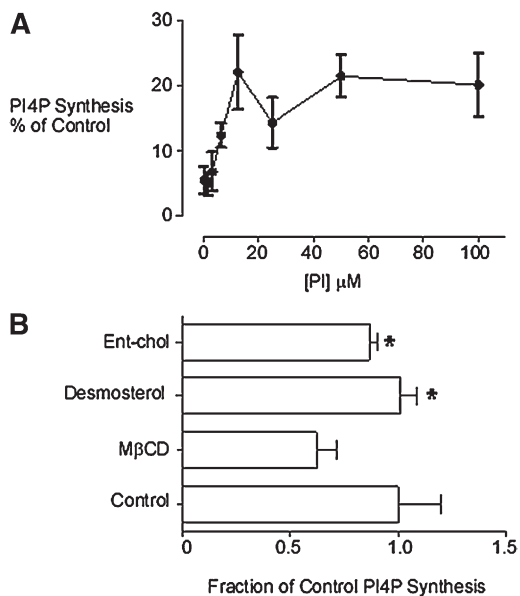 A
PI4P Synthesis
% of Control
30
20
10
0
0 20 40 60 80 100
[PI] μM
B
Ent-chol
*
Desmosterol
*
MβCD
Control
0 0.5 1.0 1.5
Fraction of Control PI4P Synthesis